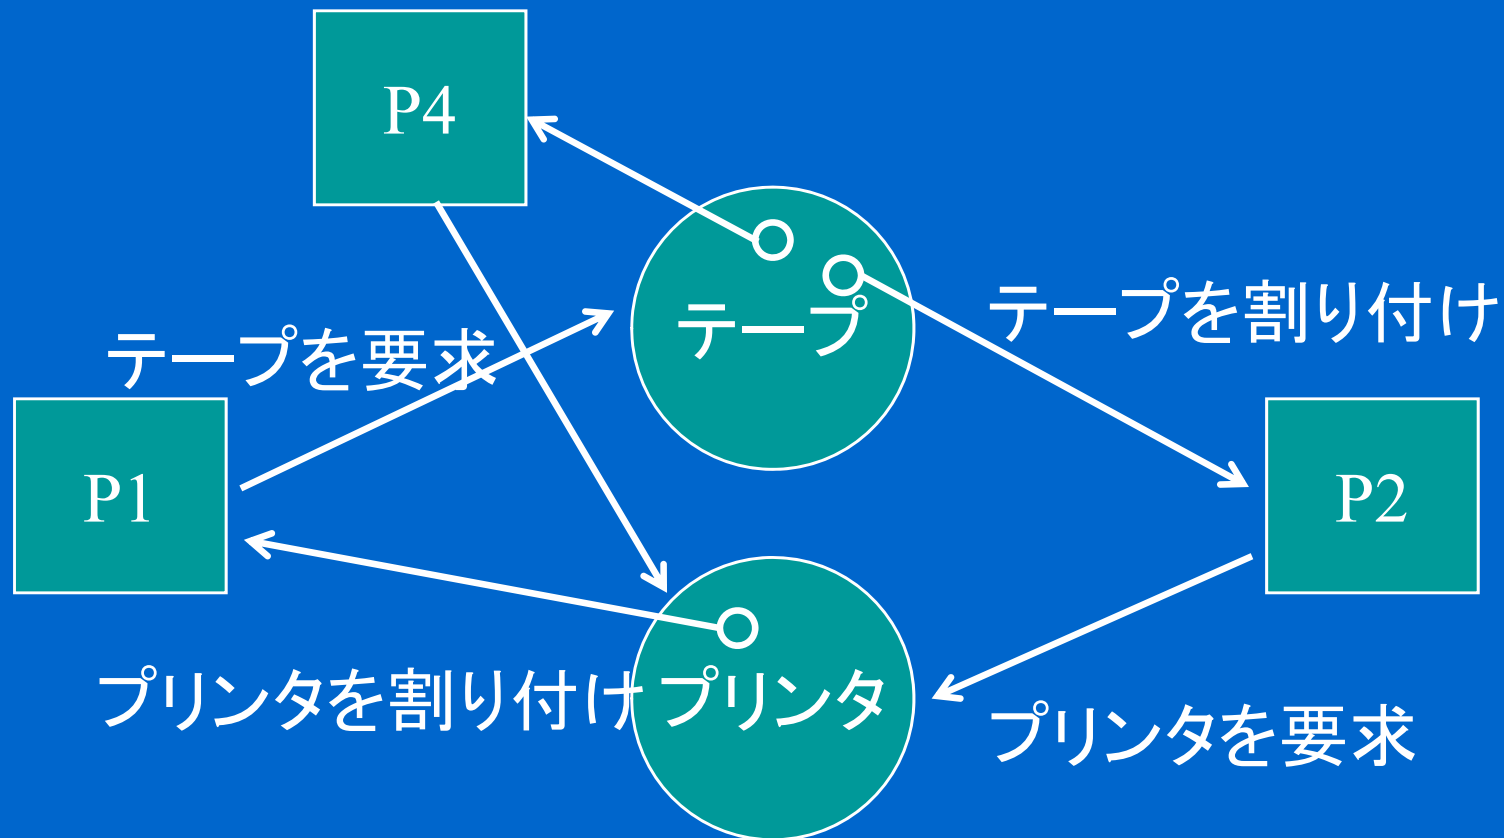 P4
テープ
テープを割り付け
テープを要求
P1
P2
プリンタを割り付け
プリンタ
プリンタを要求